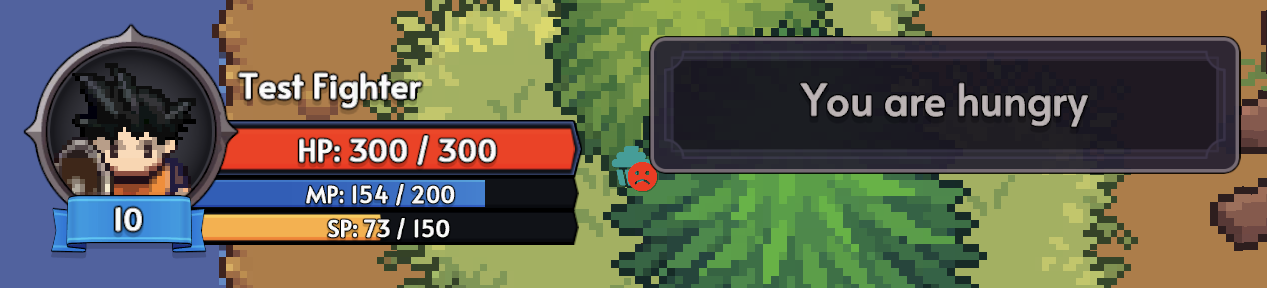 Test Fighter
HP: 300 / 300
MP: 154 / 200
SP: 73 / 150
10
You are hungry